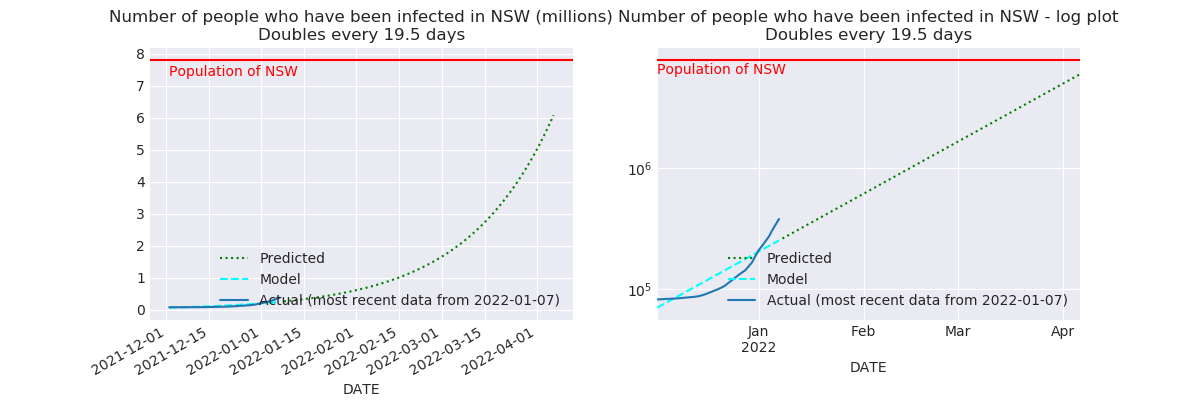 Number of people who have been infected in NSW (millions)
Doubles every 19.5 days
8
7
6
5
4
3
2
1
0
Population of NSW
Predicted
Model
Actual (most recent data from 2022-01-07)
2021-12-01
2021-12-15
2022-01-01
2022-01-15
2022-02-01
2022-02-15
2022-03-01
2022-03-15
2022-04-01
DATE
Number of people who have been infected in NSW - log plot
Doubles every 19.5 days
Population of NSW
10⁶
10⁵
Predicted
Model
Actual (most recent data from 2022-01-07)
Jan
2022
Feb
Mar
Apr
DATE